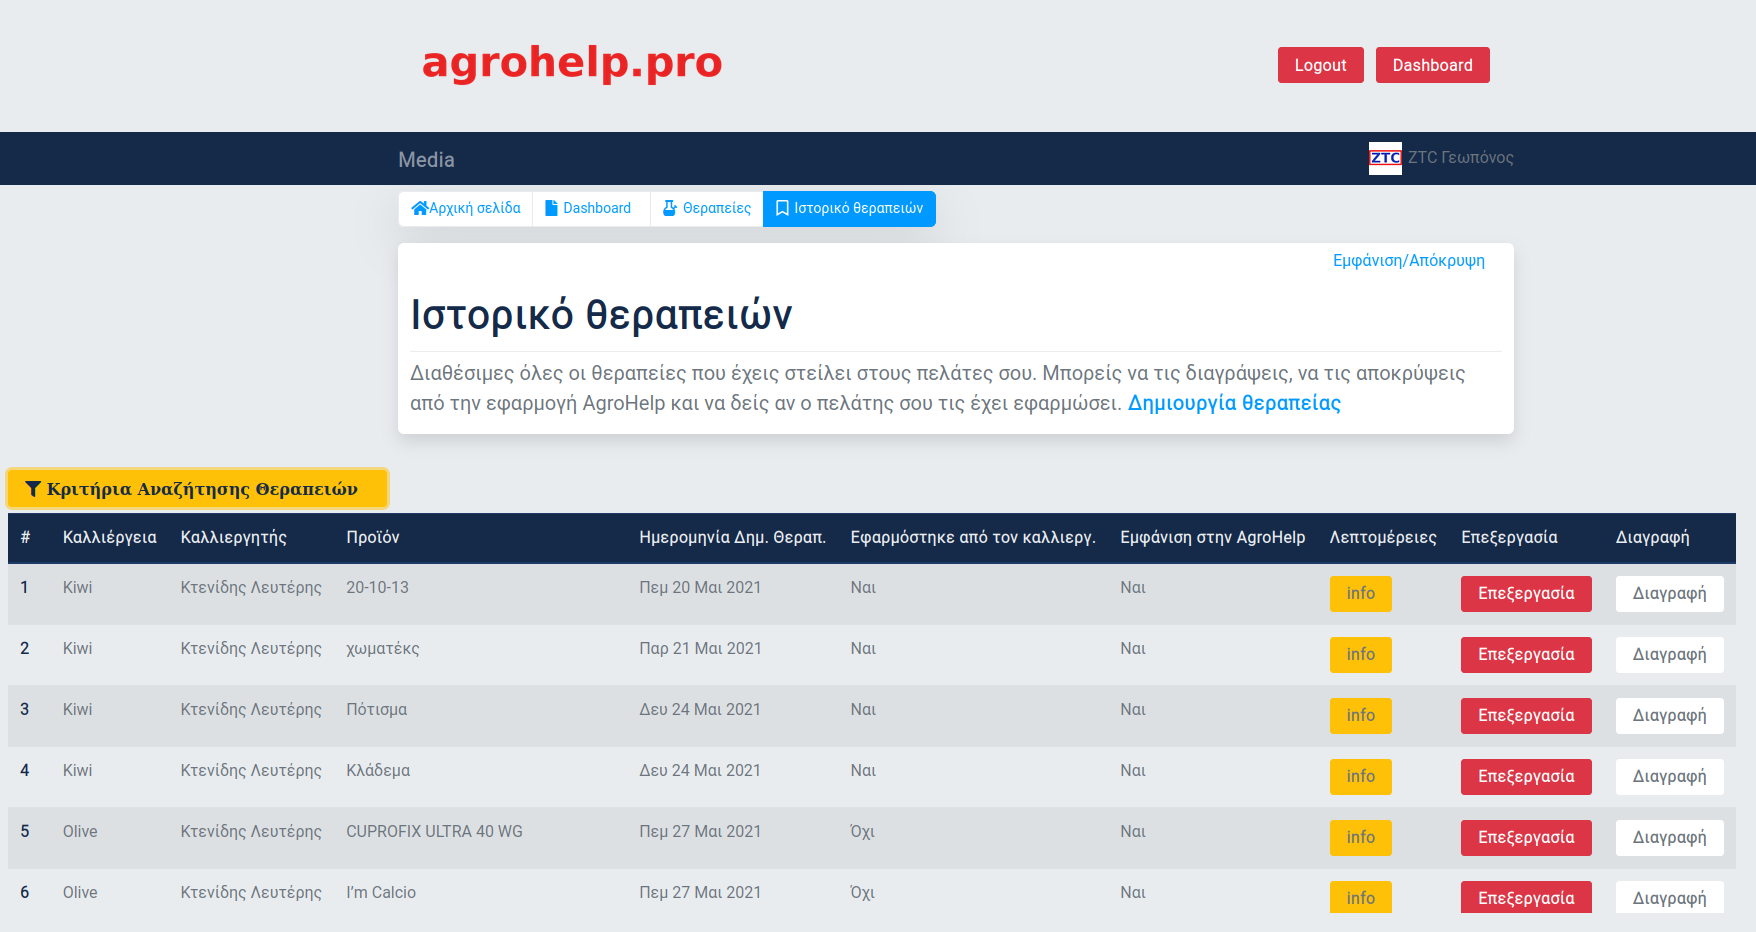 agrohelp.pro
Logout Dashboard
Media
ZTC ZTC Γεωπόνος
Αρχική σελίδα Dashboard Θεραπείες Ιστορικό θεραπειών
Εμφάνιση/Απόκρυψη
Ιστορικό θεραπειών
Διαθέσιμες όλες οι θεραπείες που έχεις στείλει στους πελάτες σου. Μπορείς να τις διαγράψεις, να τις αποκρύψεις
από την εφαρμογή AgroHelp και να δείς αν ο πελάτης σου τις έχει εφαρμώσει. Δημιουργία θεραπείας
Κριτήρια Αναζήτησης Θεραπειών
# Καλλιέργεια Καλλιεργητής Προϊόν Ημερομηνία Δημ. Θεραπ. Εφαρμόστηκε από τον καλλιεργ. Εμφάνιση στην AgroHelp Λεπτομέρειες Επεξεργασία Διαγραφή
1 Kiwi Κτενίδης Λευτέρης 20-10-13 Πεμ 20 Μαι 2021 Ναι Ναι info Επεξεργασία Διαγραφή
2 Kiwi Κτενίδης Λευτέρης χωματέκς Παρ 21 Μαι 2021 Ναι Ναι info Επεξεργασία Διαγραφή
3 Kiwi Κτενίδης Λευτέρης Πότισμα Δευ 24 Μαι 2021 Ναι Ναι info Επεξεργασία Διαγραφή
4 Kiwi Κτενίδης Λευτέρης Κλάδεμα Δευ 24 Μαι 2021 Ναι Ναι info Επεξεργασία Διαγραφή
5 Olive Κτενίδης Λευτέρης CUPROFIX ULTRA 40 WG Πεμ 27 Μαι 2021 Όχι Ναι info Επεξεργασία Διαγραφή
6 Olive Κτενίδης Λευτέρης I’m Calcio Πεμ 27 Μαι 2021 Όχι Ναι info Επεξεργασία Διαγραφή